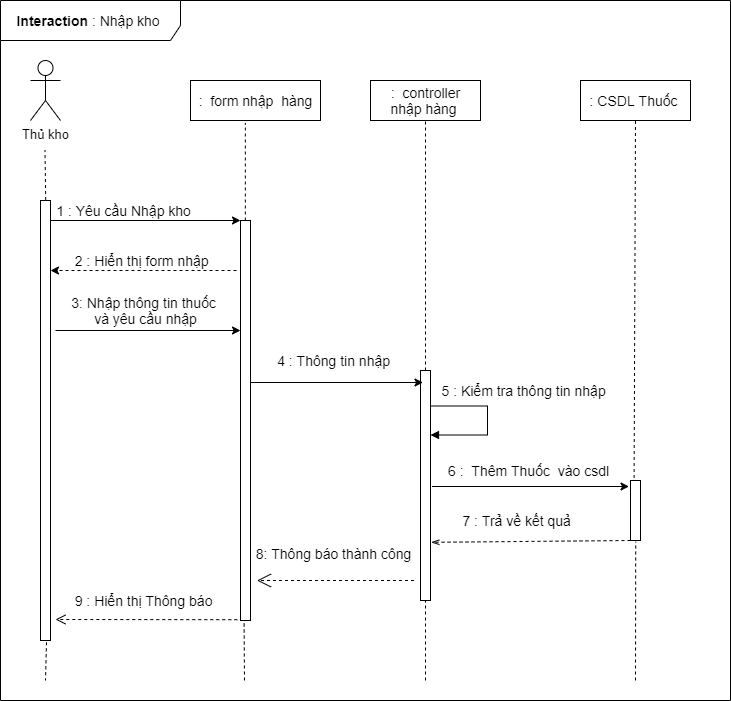 Interaction : Nhập kho
Thủ kho
: form nhập hàng
: controller
nhập hàng
: CSDL Thuốc
1 : Yêu cầu Nhập kho
2 : Hiển thị form nhập
3: Nhập thông tin thuốc
và yêu cầu nhập
4 : Thông tin nhập
5 : Kiểm tra thông tin nhập
6 : Thêm Thuốc vào csdl
7 : Trả về kết quả
8: Thông báo thành công
9 : Hiển thị Thông báo